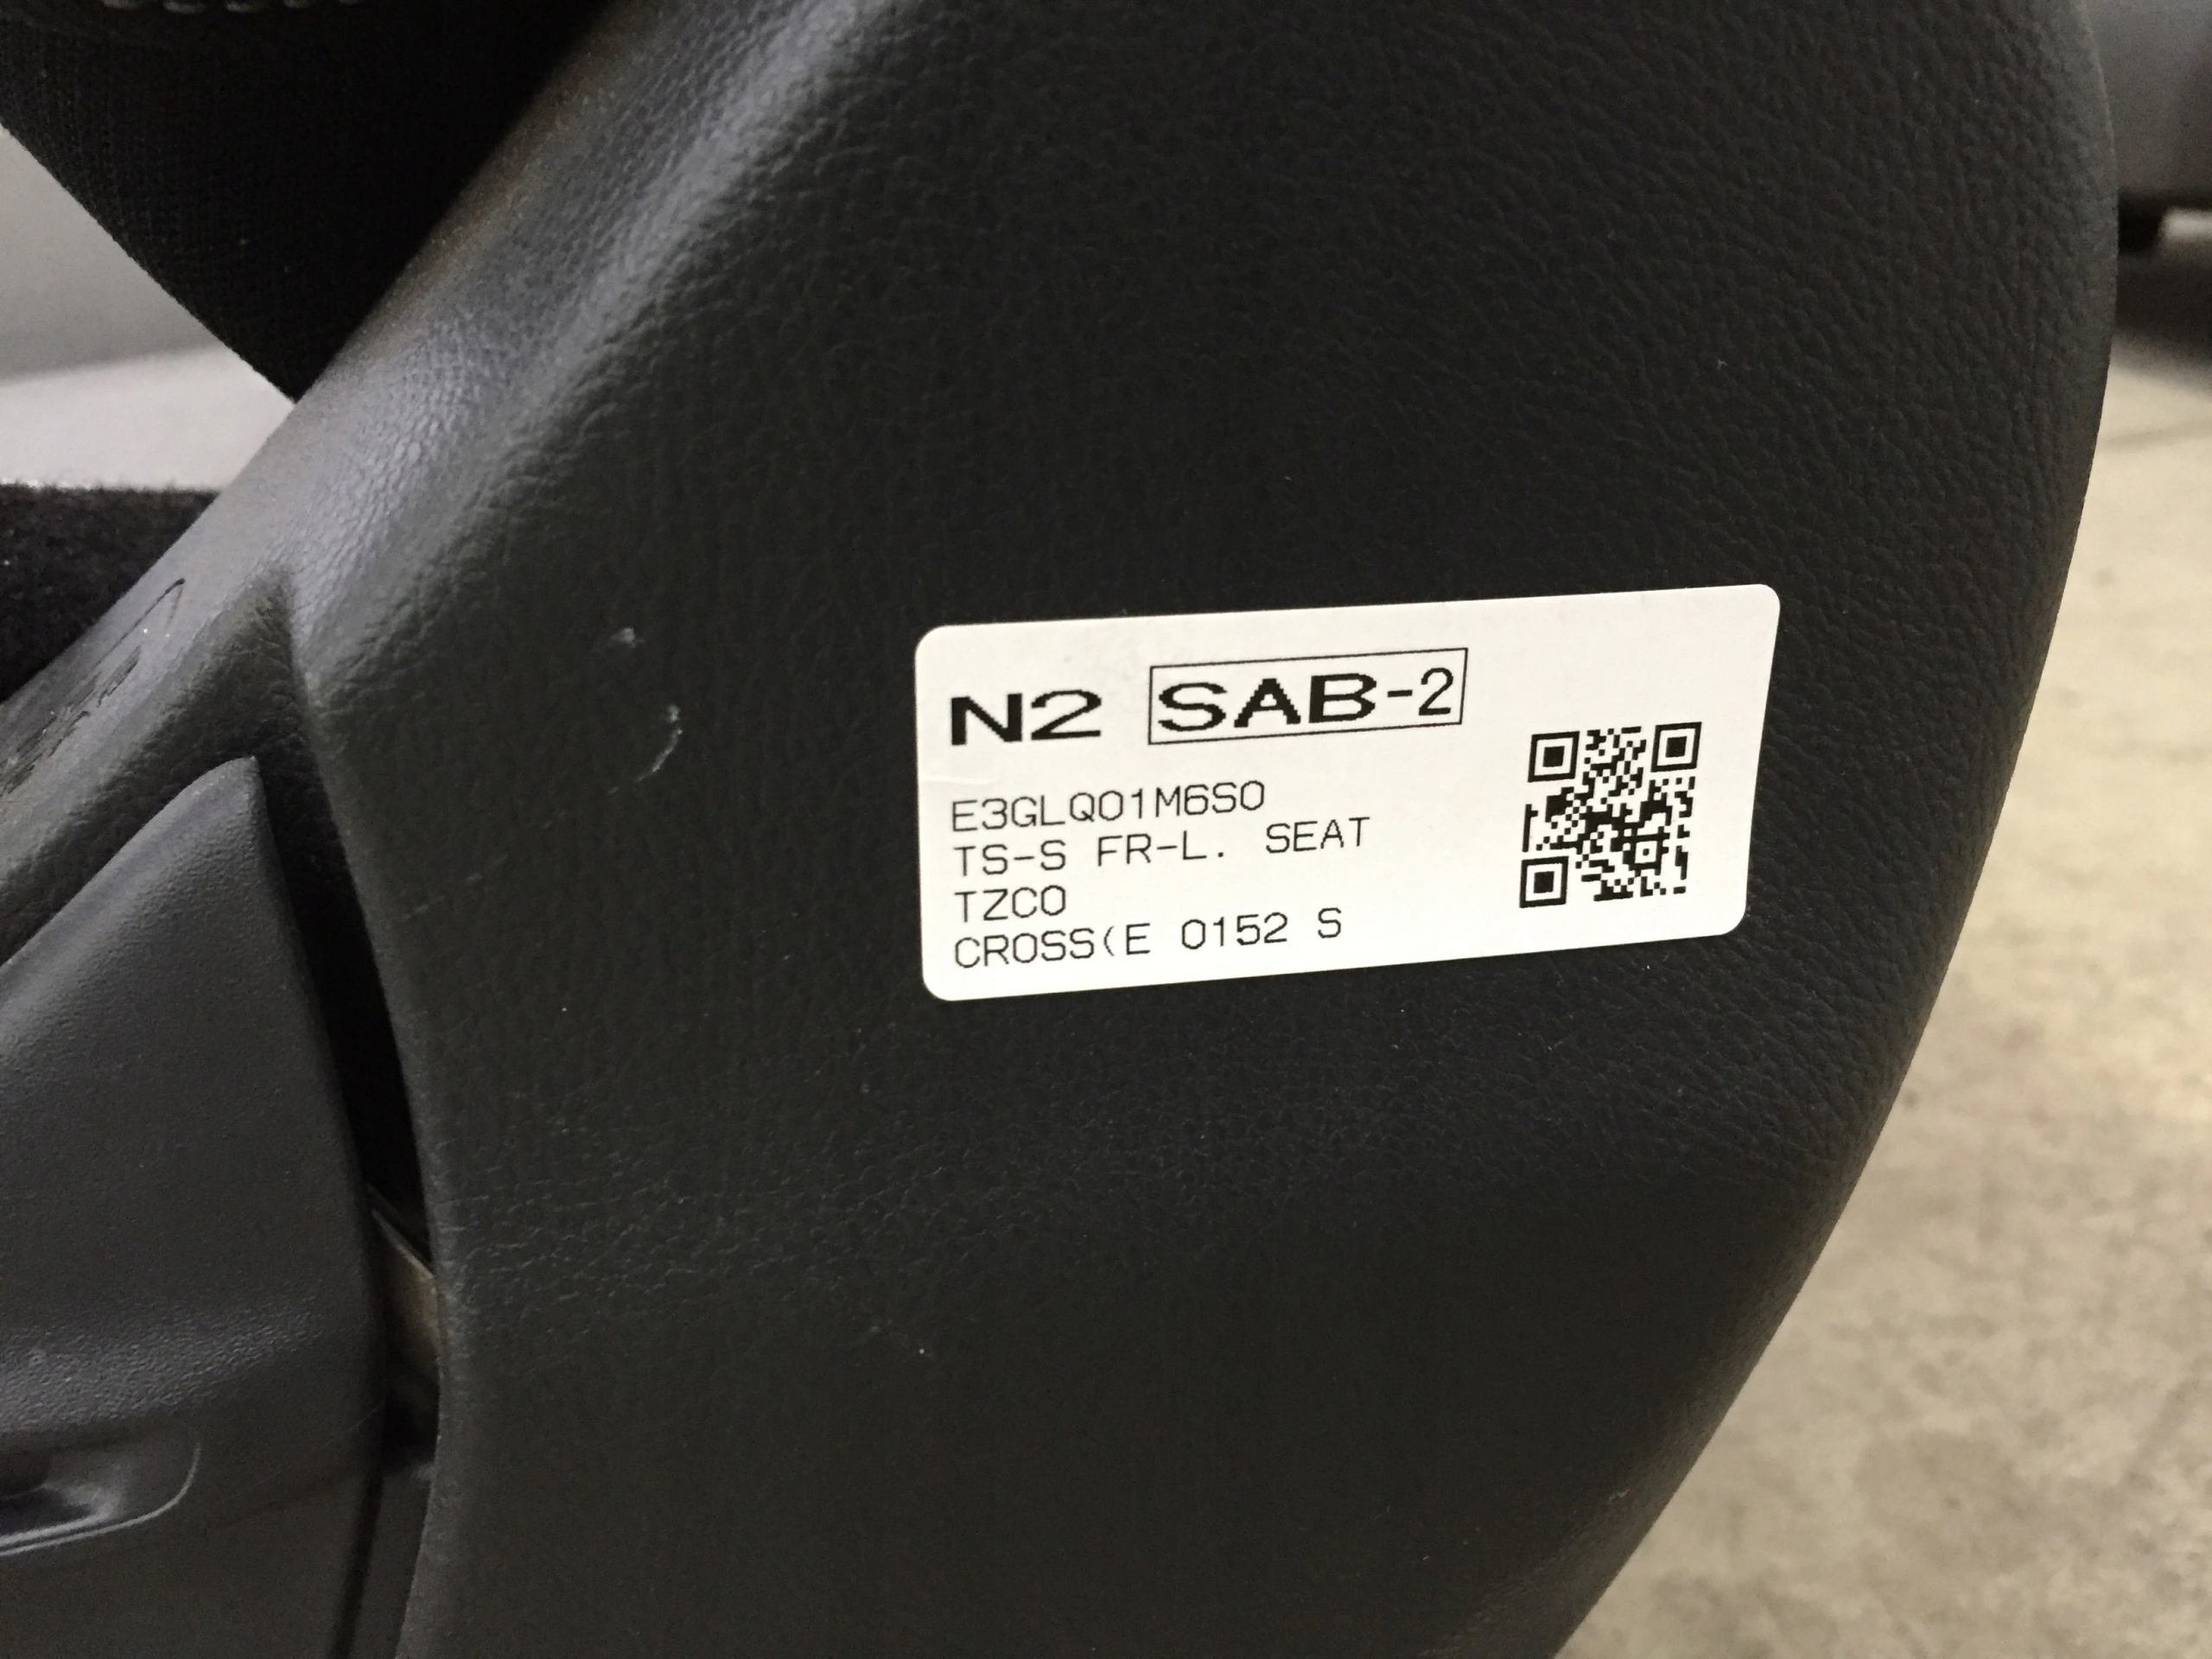 N2 SAB-2
E3GLQ01M6S0
TS-S FR-L. SEAT
TZC0
CROSS(E 0152 S